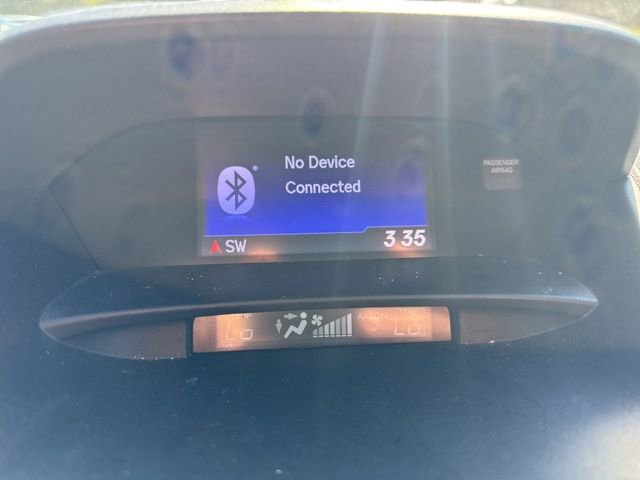 No Device
Connected
PASSENGER
AIRBAG
SW
3 35
Lo
Lo